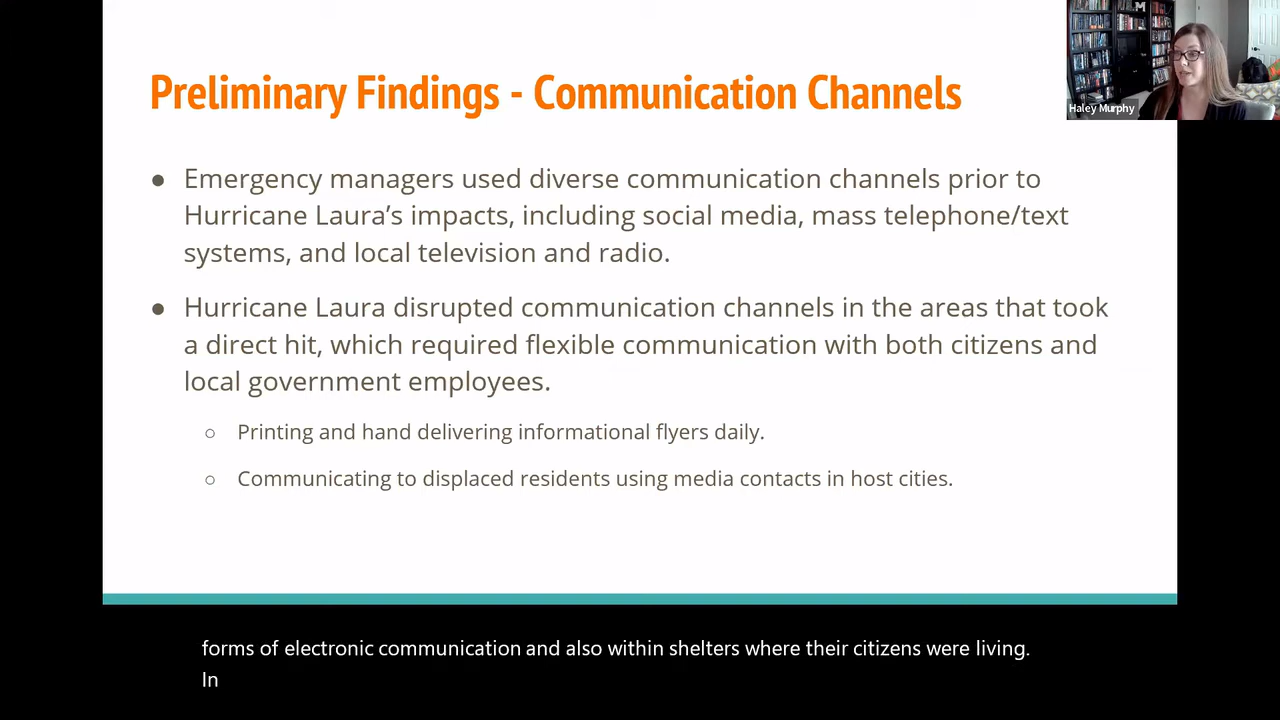 Preliminary Findings - Communication Channels
Haley Murphy
● Emergency managers used diverse communication channels prior to
Hurricane Laura’s impacts, including social media, mass telephone/text
systems, and local television and radio.
● Hurricane Laura disrupted communication channels in the areas that took
a direct hit, which required flexible communication with both citizens and
local government employees.
○ Printing and hand delivering informational flyers daily.
○ Communicating to displaced residents using media contacts in host cities.
forms of electronic communication and also within shelters where their citizens were living.
In